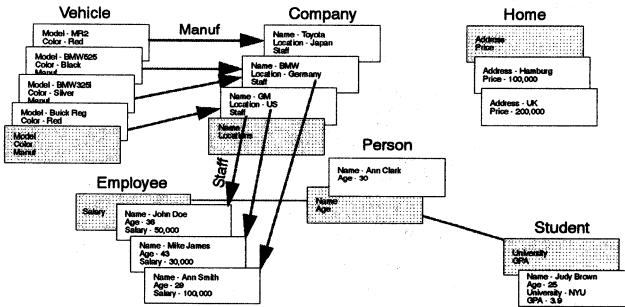 Vehicle
Company
Home
Model - MR2
Color - Red
Manuf
Name - Toyota
Location - Japan
Staff
Address
Price
Model - BMW525
Color - Black
Manuf
Name - BMW
Location - Germany
Staff
Address - Hamburg
Price - 100,000
Model - BMW325i
Color - Silver
Manuf
Name - GM
Location - US
Staff
Address - UK
Price - 200,000
Model - Buick Reg
Color - Red
Model
Color
Manuf
Name
Locations
Person
Name - Ann Clark
Age - 30
Staff
Employee
Salary
Name
Age
Name - John Doe
Age - 36
Salary - 50,000
Student
Name - Mike James
Age - 43
Salary - 30,000
University
GPA
Name - Ann Smith
Age - 29
Salary - 100,000
Name - Judy Brown
Age - 25
University - NYU
GPA - 3.9